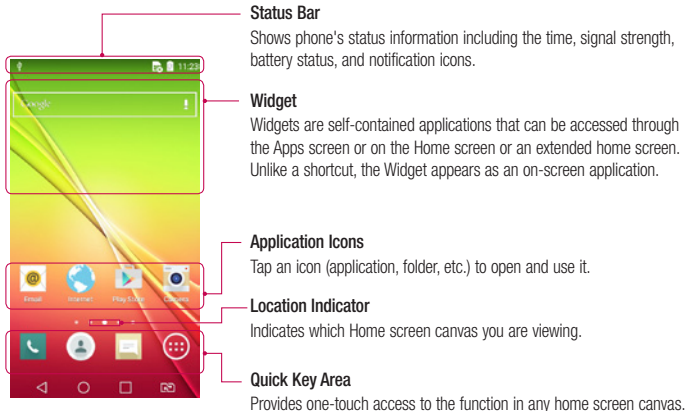 Status Bar
Shows phone's status information including the time, signal strength,
battery status, and notification icons.
11:23
Google
Widget
Widgets are self-contained applications that can be accessed through
the Apps screen or on the Home screen or an extended home screen.
Unlike a shortcut, the Widget appears as an on-screen application.
Application Icons
Tap an icon (application, folder, etc.) to open and use it.
Email Internet Play Store Camera
Location Indicator
Indicates which Home screen canvas you are viewing.
Quick Key Area
Provides one-touch access to the function in any home screen canvas.